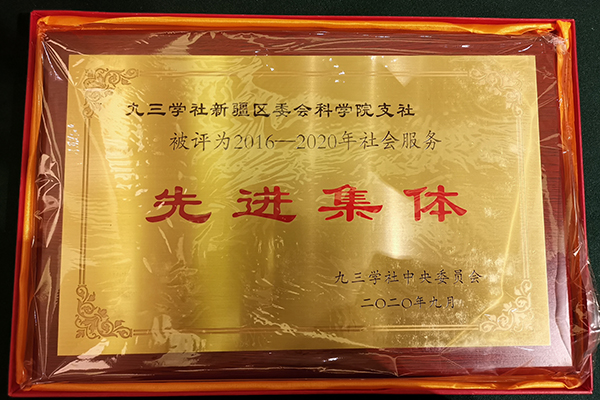 九三学社新疆区委会科学院支社
被评为2016—2020年社会服务
先进集体
九三学社中央委员会
二〇二〇年九月